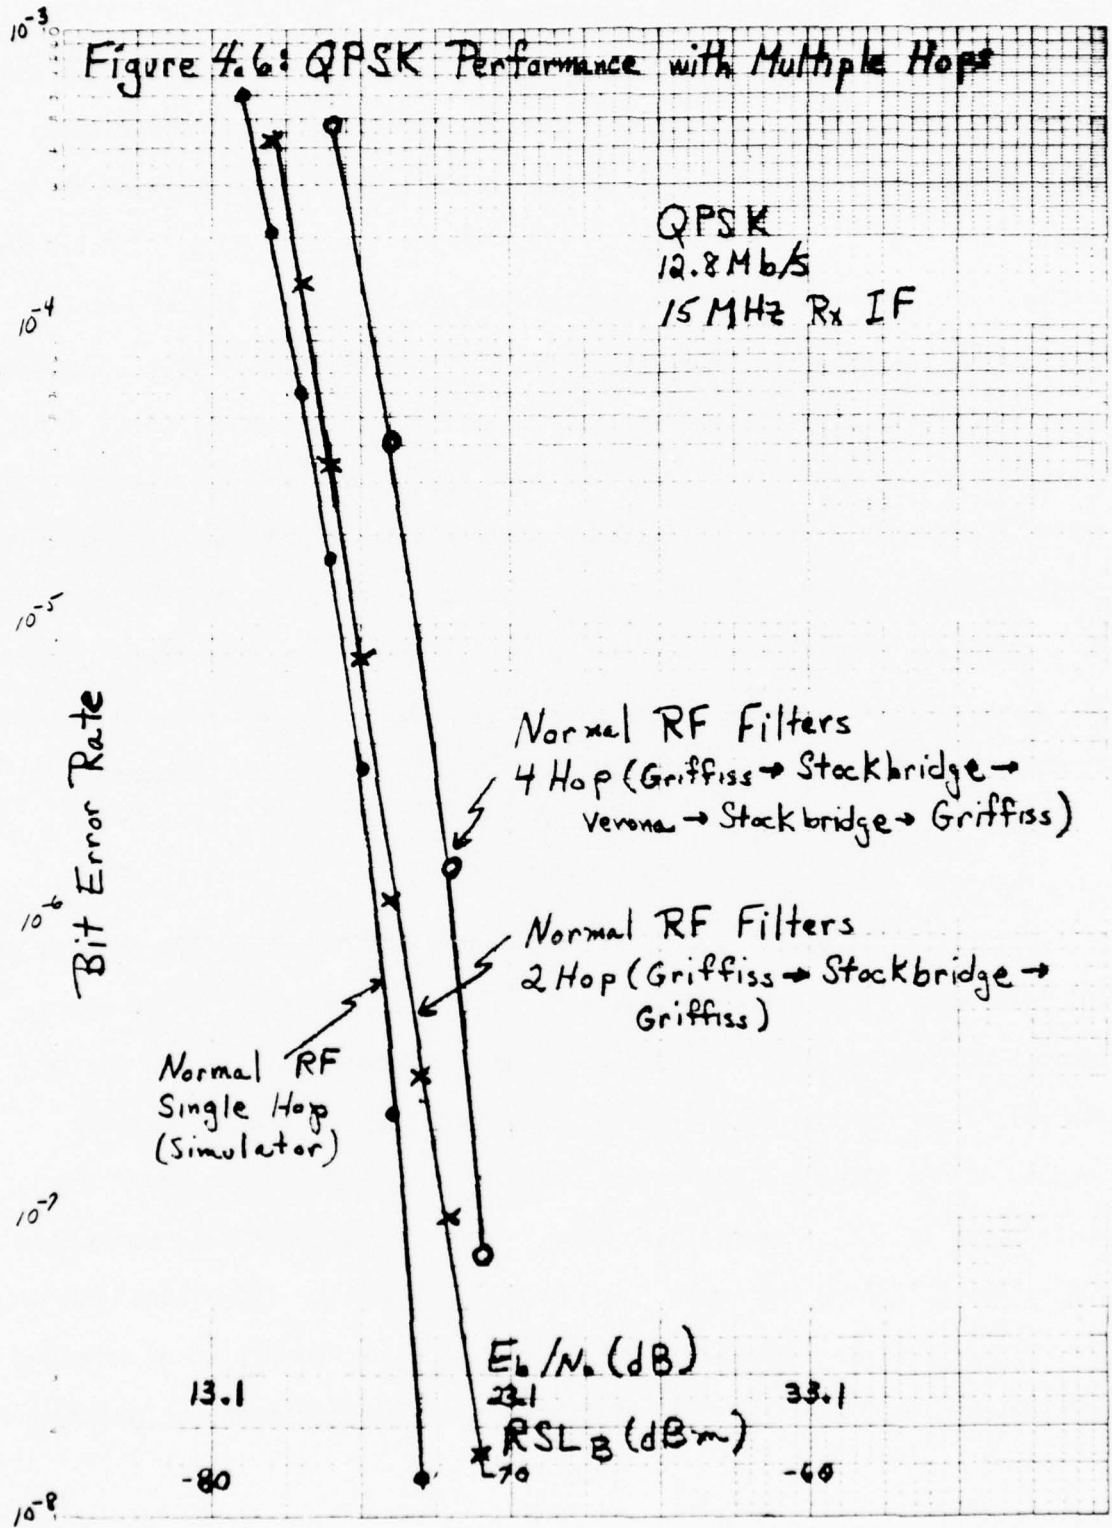 10^-3
Figure 4.6: QPSK Performance with Multiple Hops
QPSK
12.8 Mb/s
15 MHz Rx IF
10^-4
10^-5
Bit Error Rate
Normal RF Filters
4 Hop (Griffiss → Stockbridge →
Verona → Stockbridge → Griffiss)
10^-6
Normal RF Filters
2 Hop (Griffiss → Stockbridge →
Griffiss)
Normal RF
Single Hop
(Simulator)
10^-7
Eb/No (dB)
13.1 23.1 33.1
RSL B (dBm)
-80 -70 -60
10^-8